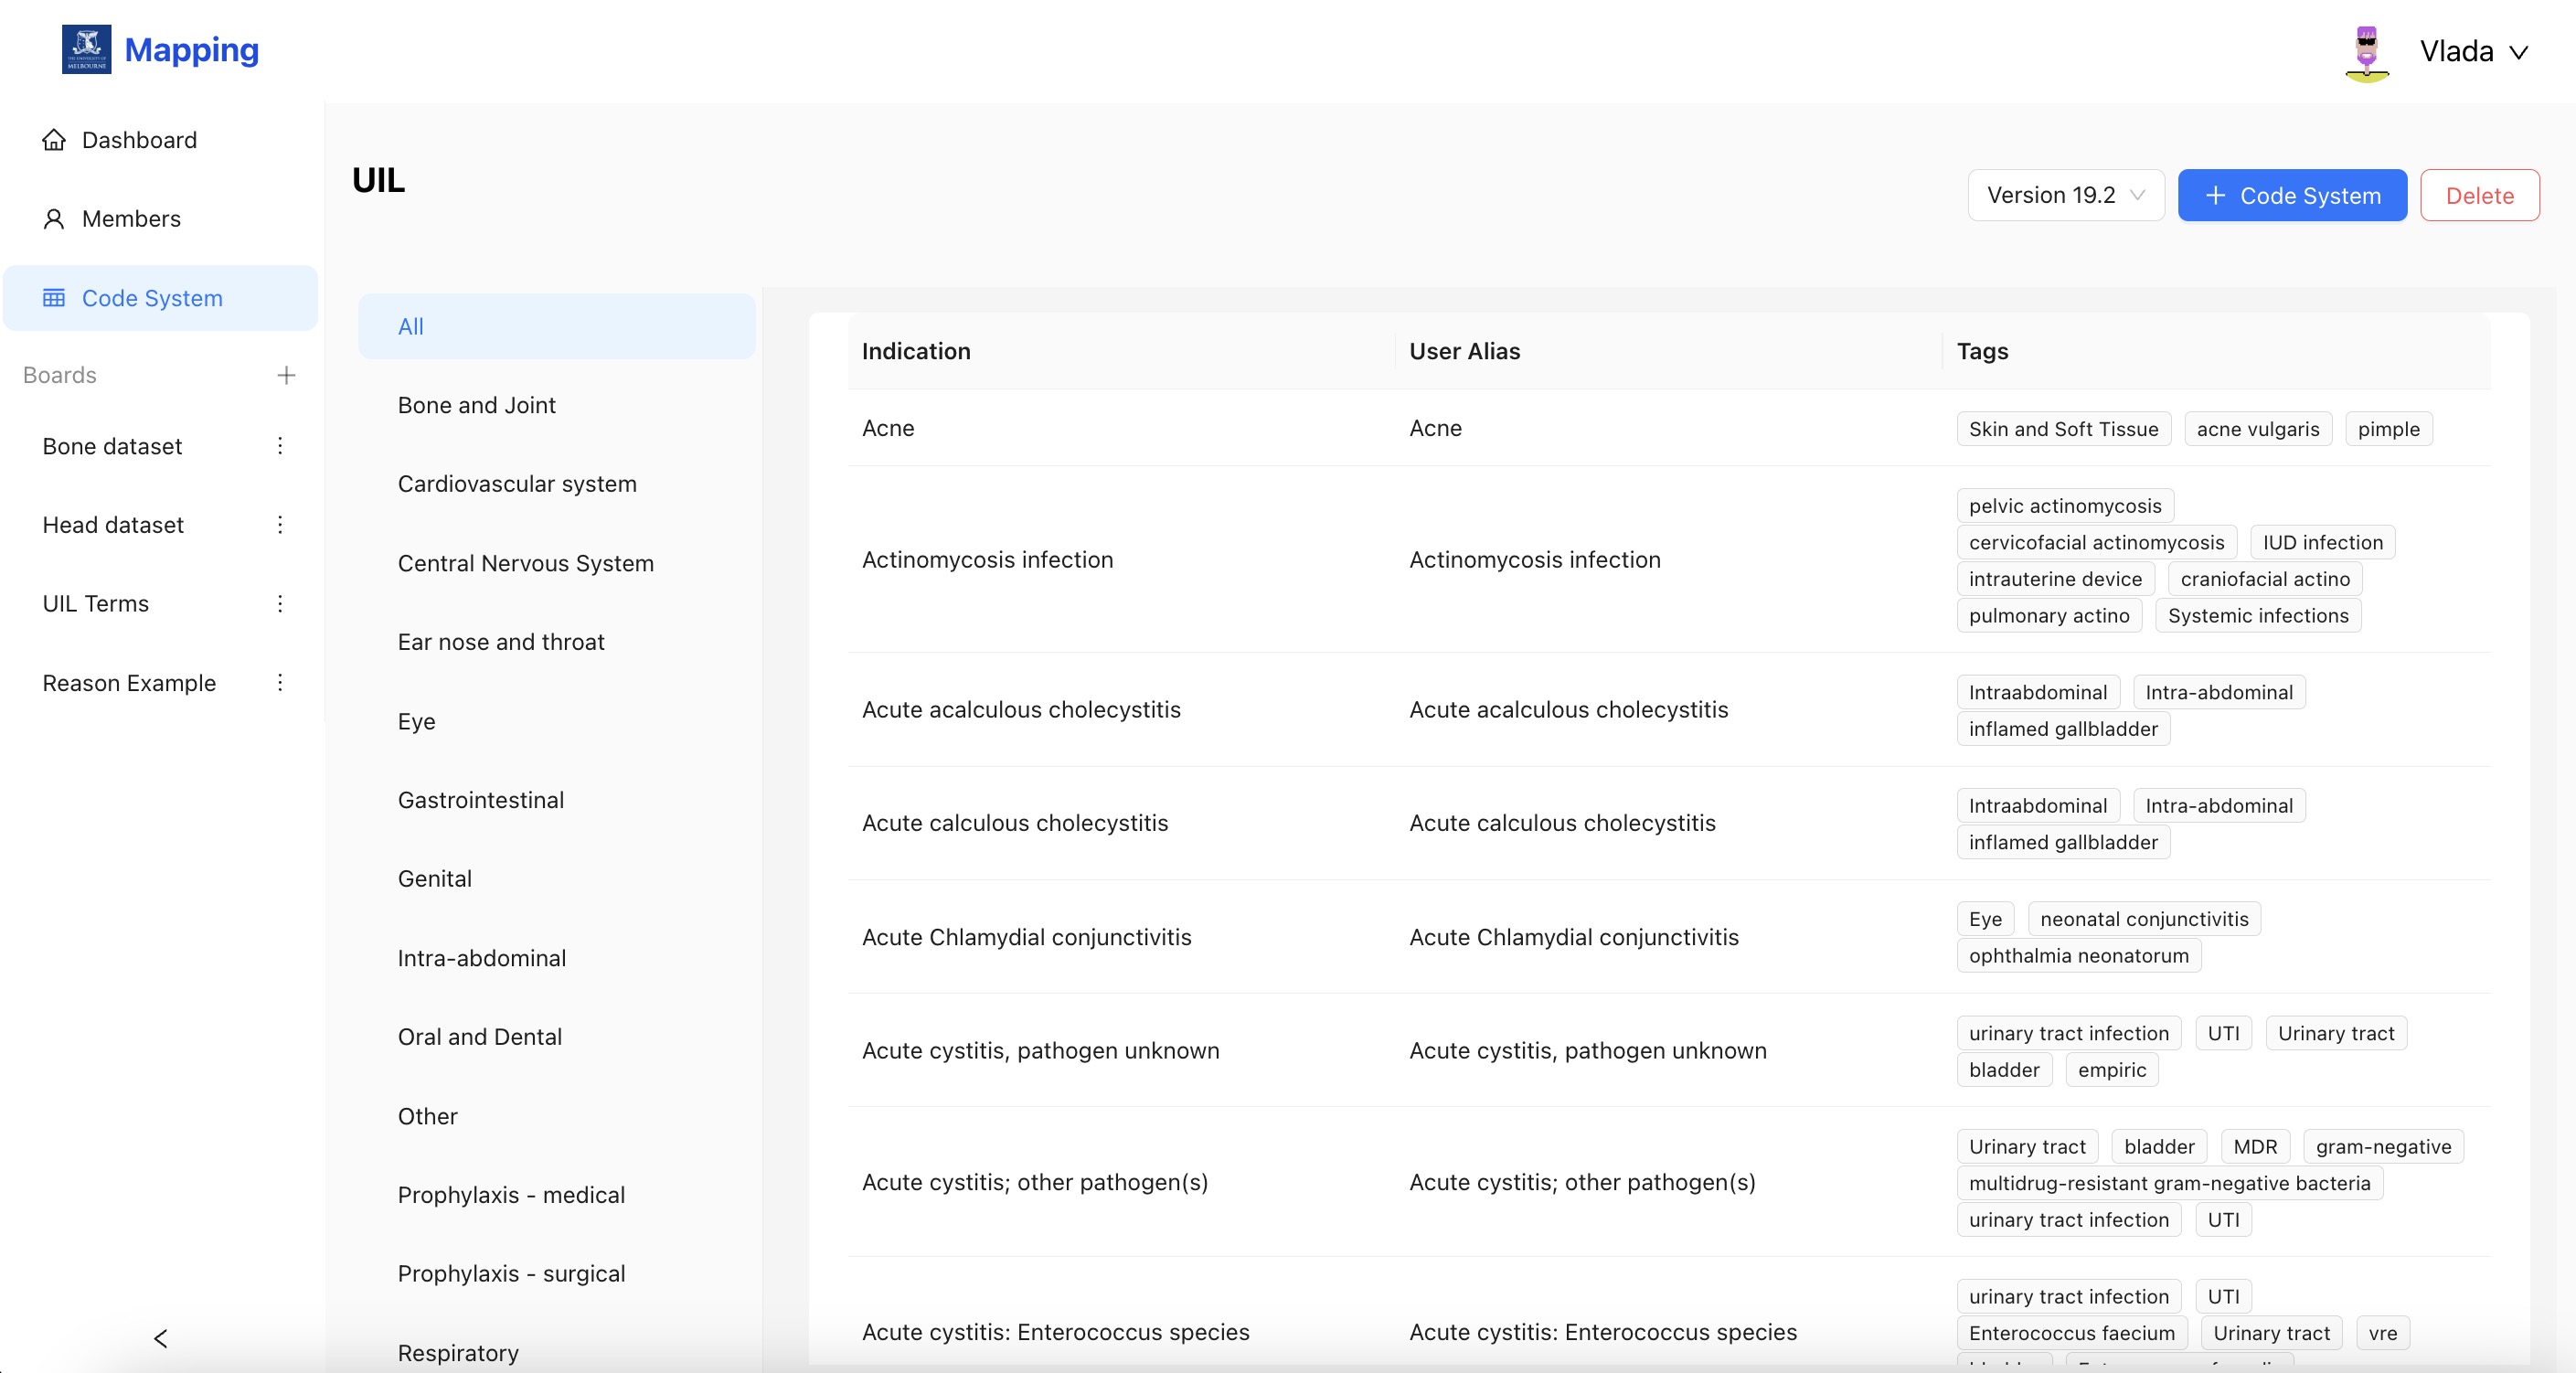 THE UNIVERSITY OF
MELBOURNE
Mapping
Vlada
Dashboard
Members
Code System
Boards
Bone dataset
Head dataset
UIL Terms
Reason Example
UIL
Version 19.2
Code System
Delete
All
Bone and Joint
Cardiovascular system
Central Nervous System
Ear nose and throat
Eye
Gastrointestinal
Genital
Intra-abdominal
Oral and Dental
Other
Prophylaxis - medical
Prophylaxis - surgical
Respiratory
Indication User Alias Tags
Acne Acne Skin and Soft Tissue acne vulgaris pimple
Actinomycosis infection Actinomycosis infection pelvic actinomycosis
cervicofacial actinomycosis IUD infection
intrauterine device craniofacial actino
pulmonary actino Systemic infections
Acute acalculous cholecystitis Acute acalculous cholecystitis Intraabdominal Intra-abdominal
inflamed gallbladder
Acute calculous cholecystitis Acute calculous cholecystitis Intraabdominal Intra-abdominal
inflamed gallbladder
Acute Chlamydial conjunctivitis Acute Chlamydial conjunctivitis Eye neonatal conjunctivitis
ophthalmia neonatorum
Acute cystitis, pathogen unknown Acute cystitis, pathogen unknown urinary tract infection UTI Urinary tract
bladder empiric
Acute cystitis; other pathogen(s) Acute cystitis; other pathogen(s) Urinary tract bladder MDR gram-negative
multidrug-resistant gram-negative bacteria
urinary tract infection UTI
Acute cystitis: Enterococcus species Acute cystitis: Enterococcus species urinary tract infection UTI
Enterococcus faecium Urinary tract vre